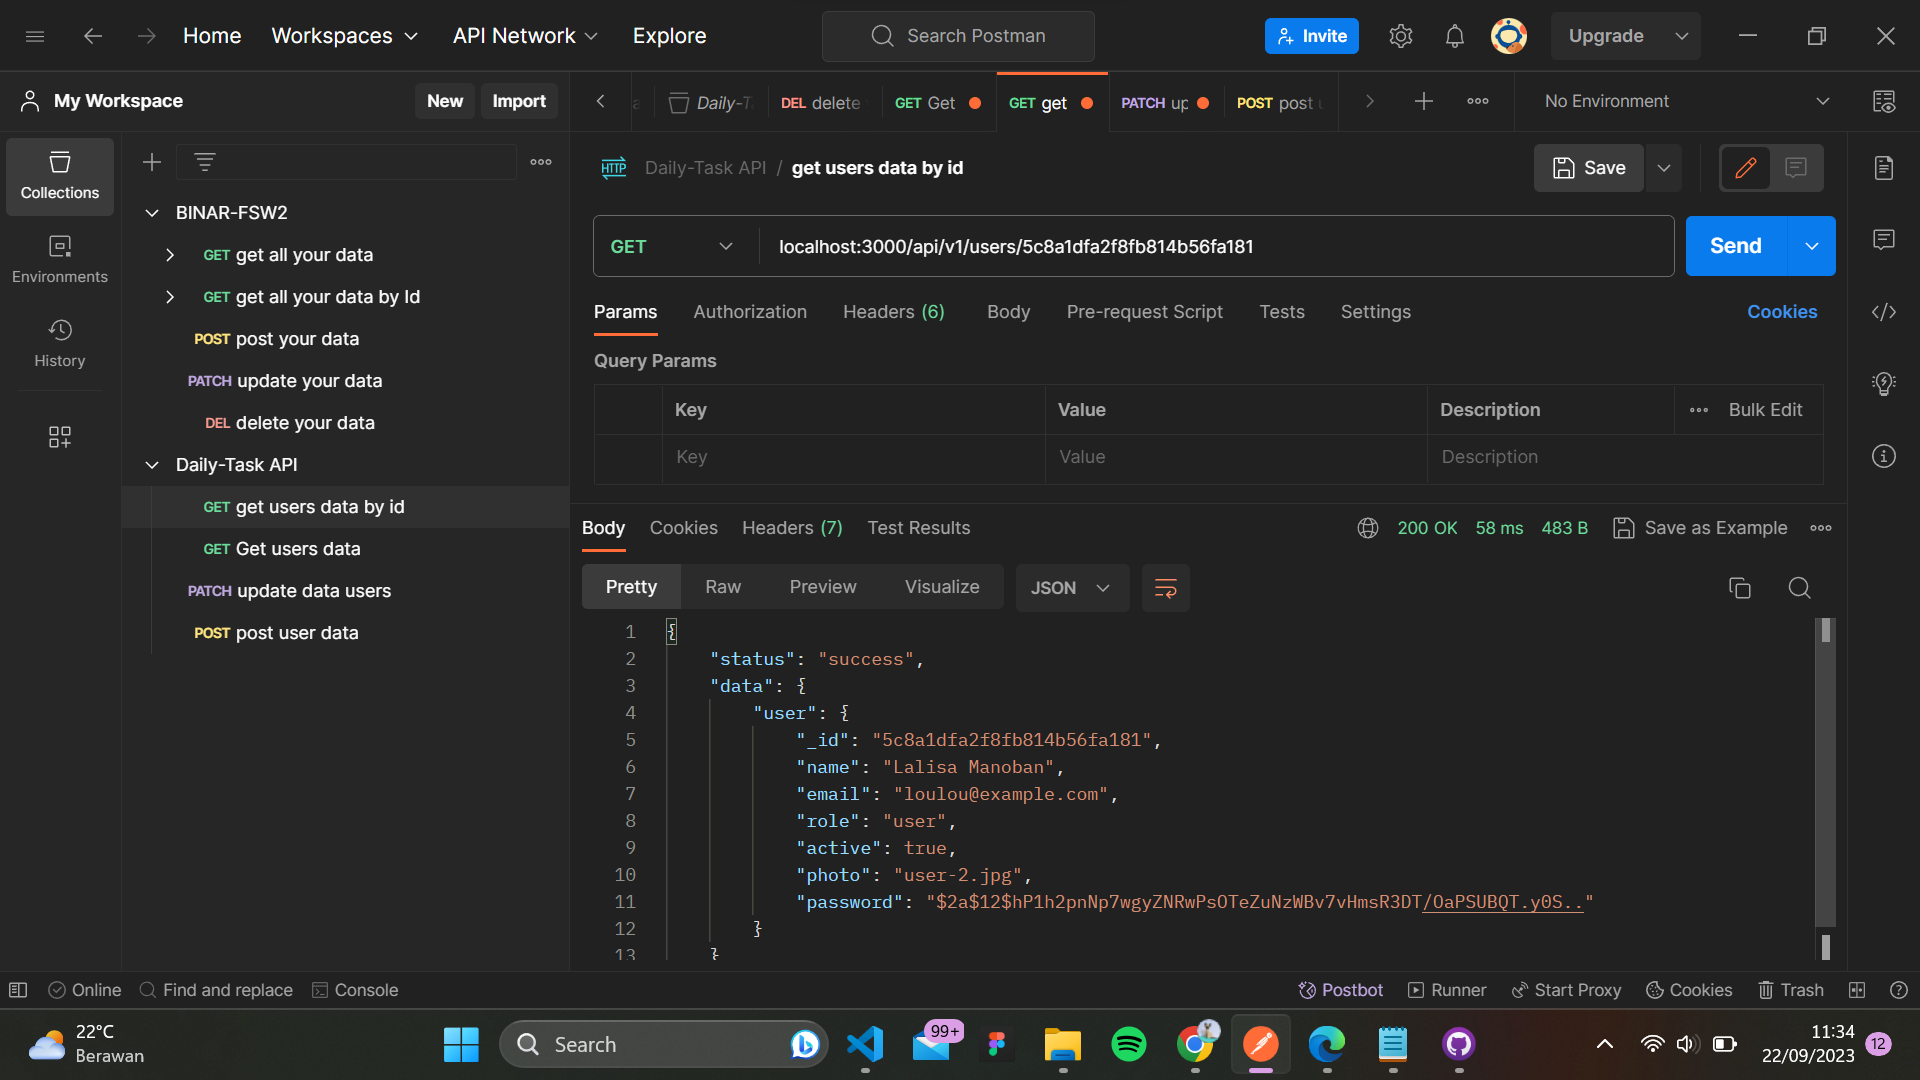 Home Workspaces API Network Explore Search Postman Invite Upgrade
My Workspace New Import
Daily-T DEL delete GET Get GET get PATCH up POST post u No Environment
Collections
Environments
History
BINAR-FSW2
GET get all your data
GET get all your data by Id
POST post your data
PATCH update your data
DEL delete your data
Daily-Task API
GET get users data by id
GET Get users data
PATCH update data users
POST post user data
HTTP Daily-Task API / get users data by id Save
GET localhost:3000/api/v1/users/5c8a1dfa2f8fb814b56fa181 Send
Params Authorization Headers (6) Body Pre-request Script Tests Settings Cookies
Query Params
Key Value Description Bulk Edit
Key Value Description
Body Cookies Headers (7) Test Results 200 OK 58 ms 483 B Save as Example
Pretty Raw Preview Visualize JSON
1 {
2 "status": "success",
3 "data": {
4 "user": {
5 "_id": "5c8a1dfa2f8fb814b56fa181",
6 "name": "Lalisa Manoban",
7 "email": "loulou@example.com",
8 "role": "user",
9 "active": true,
10 "photo": "user-2.jpg",
11 "password": "$2a$12$hP1h2pnNp7wgyZNRwPsOTeZuNzWBv7vHmsR3DT/OaPSUBQT.y0S.."
12 }
13 }
Online Find and replace Console Postbot Runner Start Proxy Cookies Trash
22°C
Berawan
Search
99+
11:34
22/09/2023
12